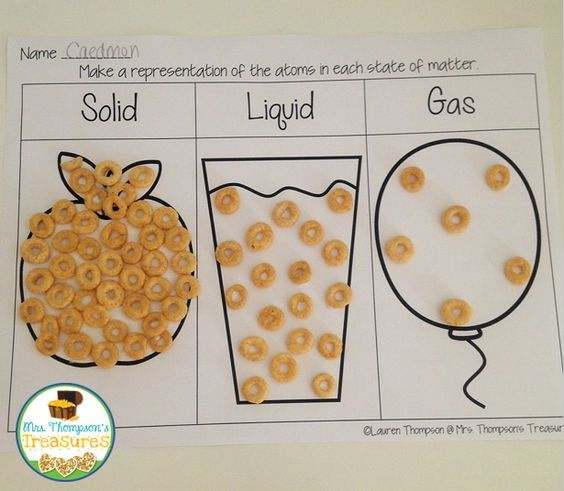 Name Caedmon
Make a representation of the atoms in each state of matter.
Solid Liquid Gas
Mrs. Thompson's
Treasures
©Lauren Thompson @ Mrs. Thompson's Treasur